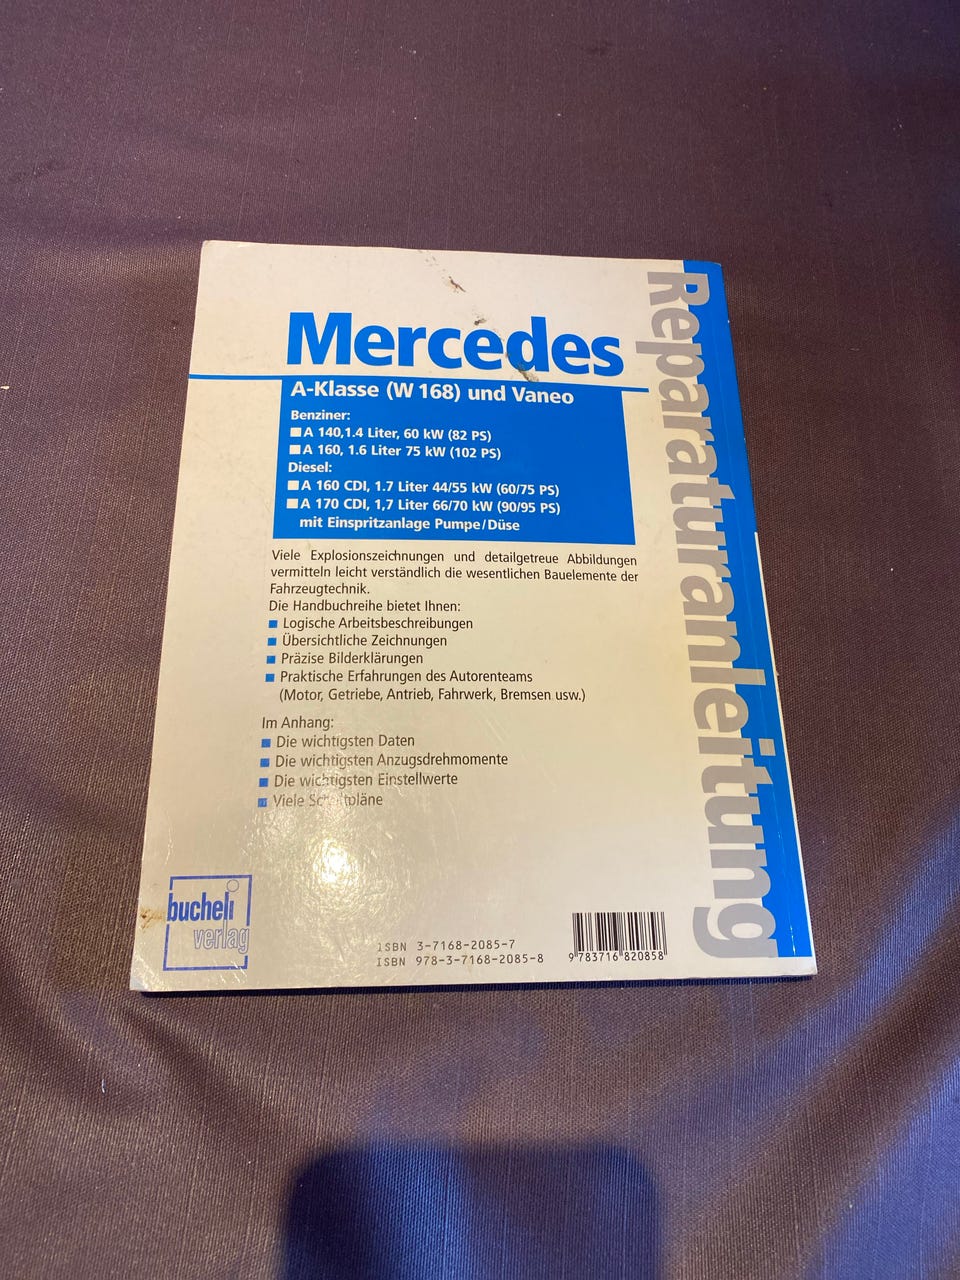 Mercedes
A-Klasse (W 168) und Vaneo
Benziner:
A 140,1.4 Liter, 60 kW (82 PS)
A 160, 1.6 Liter 75 kW (102 PS)
Diesel:
A 160 CDI, 1.7 Liter 44/55 kW (60/75 PS)
A 170 CDI, 1,7 Liter 66/70 kW (90/95 PS)
mit Einspritzanlage Pumpe/Düse
Viele Explosionszeichnungen und detailgetreue Abbildungen
vermitteln leicht verständlich die wesentlichen Bauelemente der
Fahrzeugtechnik.
Die Handbuchreihe bietet Ihnen:
Logische Arbeitsbeschreibungen
Übersichtliche Zeichnungen
Präzise Bilderklärungen
Praktische Erfahrungen des Autorenteams
(Motor, Getriebe, Antrieb, Fahrwerk, Bremsen usw.)
Im Anhang:
Die wichtigsten Daten
Die wichtigsten Anzugsdrehmomente
Die wichtigsten Einstellwerte
Viele Schaltpläne
bucheli
verlag
ISBN 3-7168-2085-7
ISBN 978-3-7168-2085-8
9 783716 820858
Reparaturanleitung